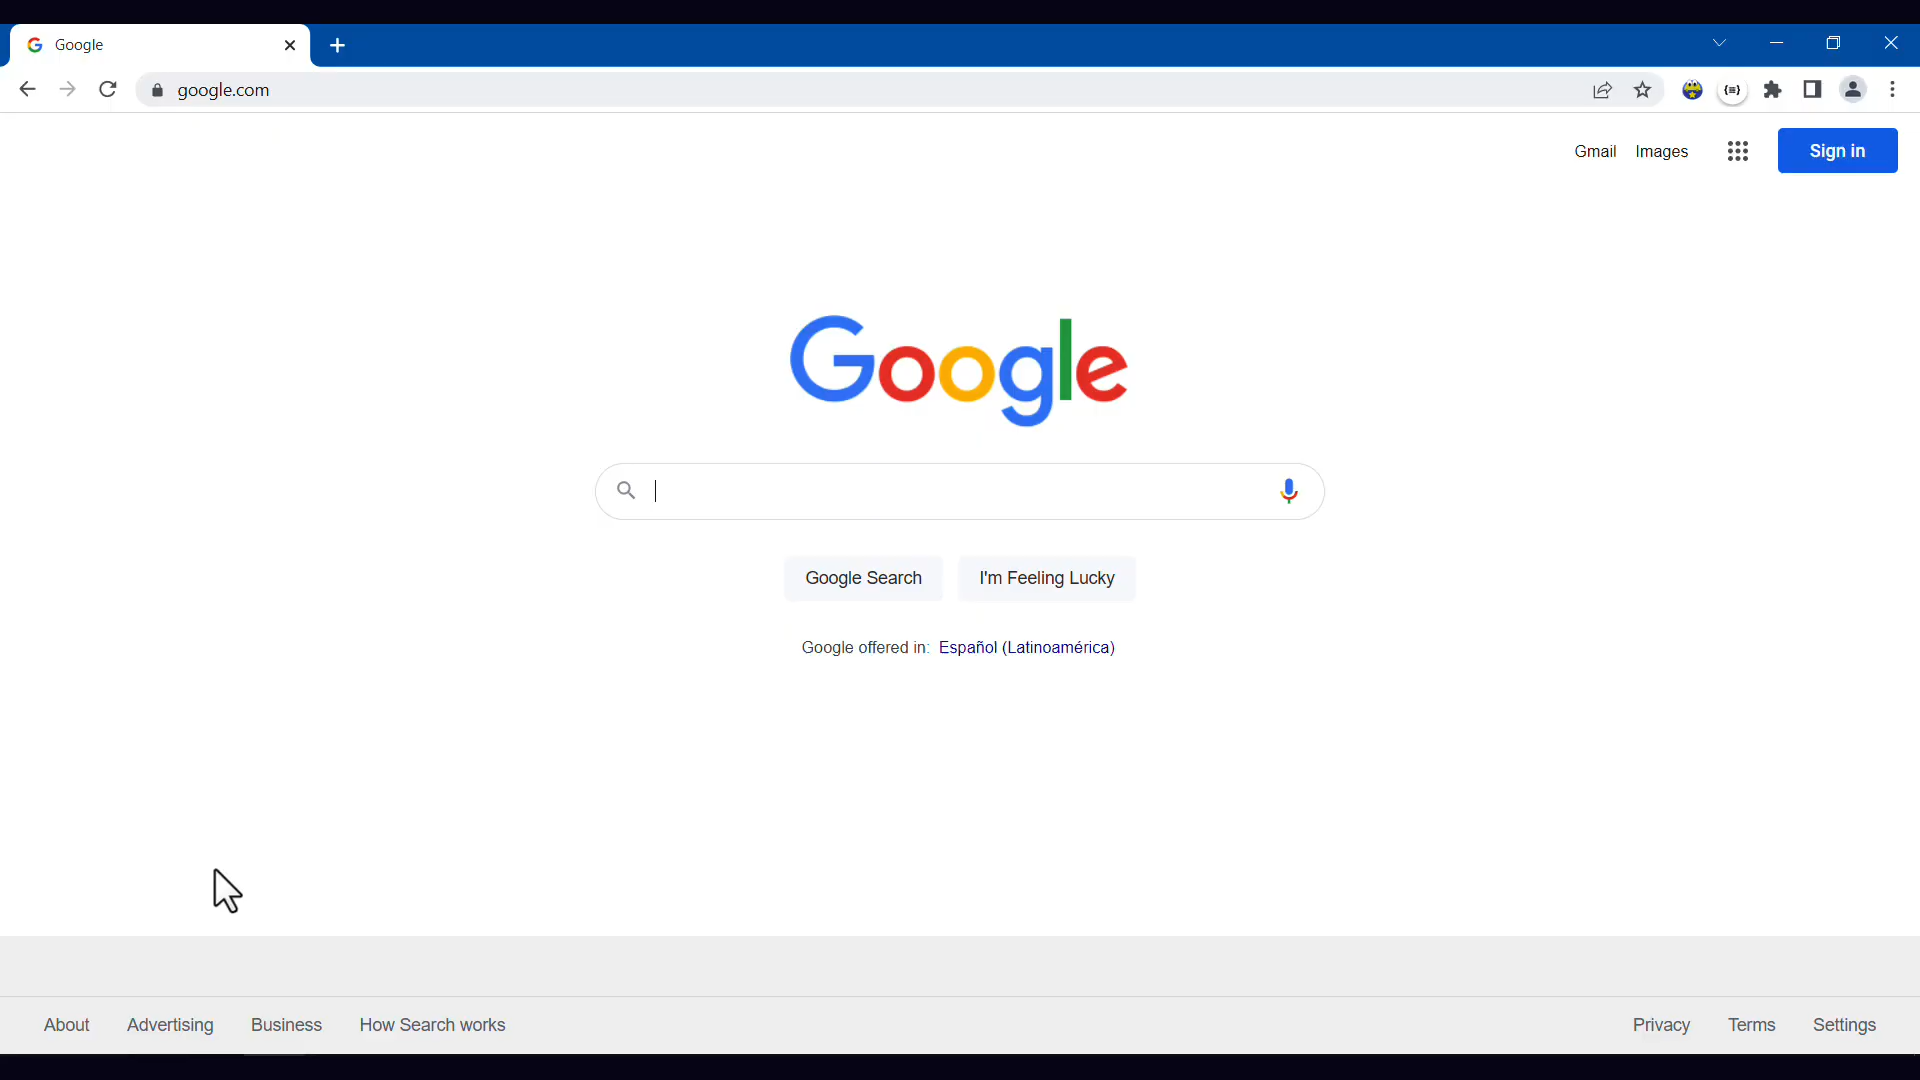 Google
google.com
Gmail Images Sign in
Google
Google Search I'm Feeling Lucky
Google offered in: Español (Latinoamérica)
About Advertising Business How Search works Privacy Terms Settings